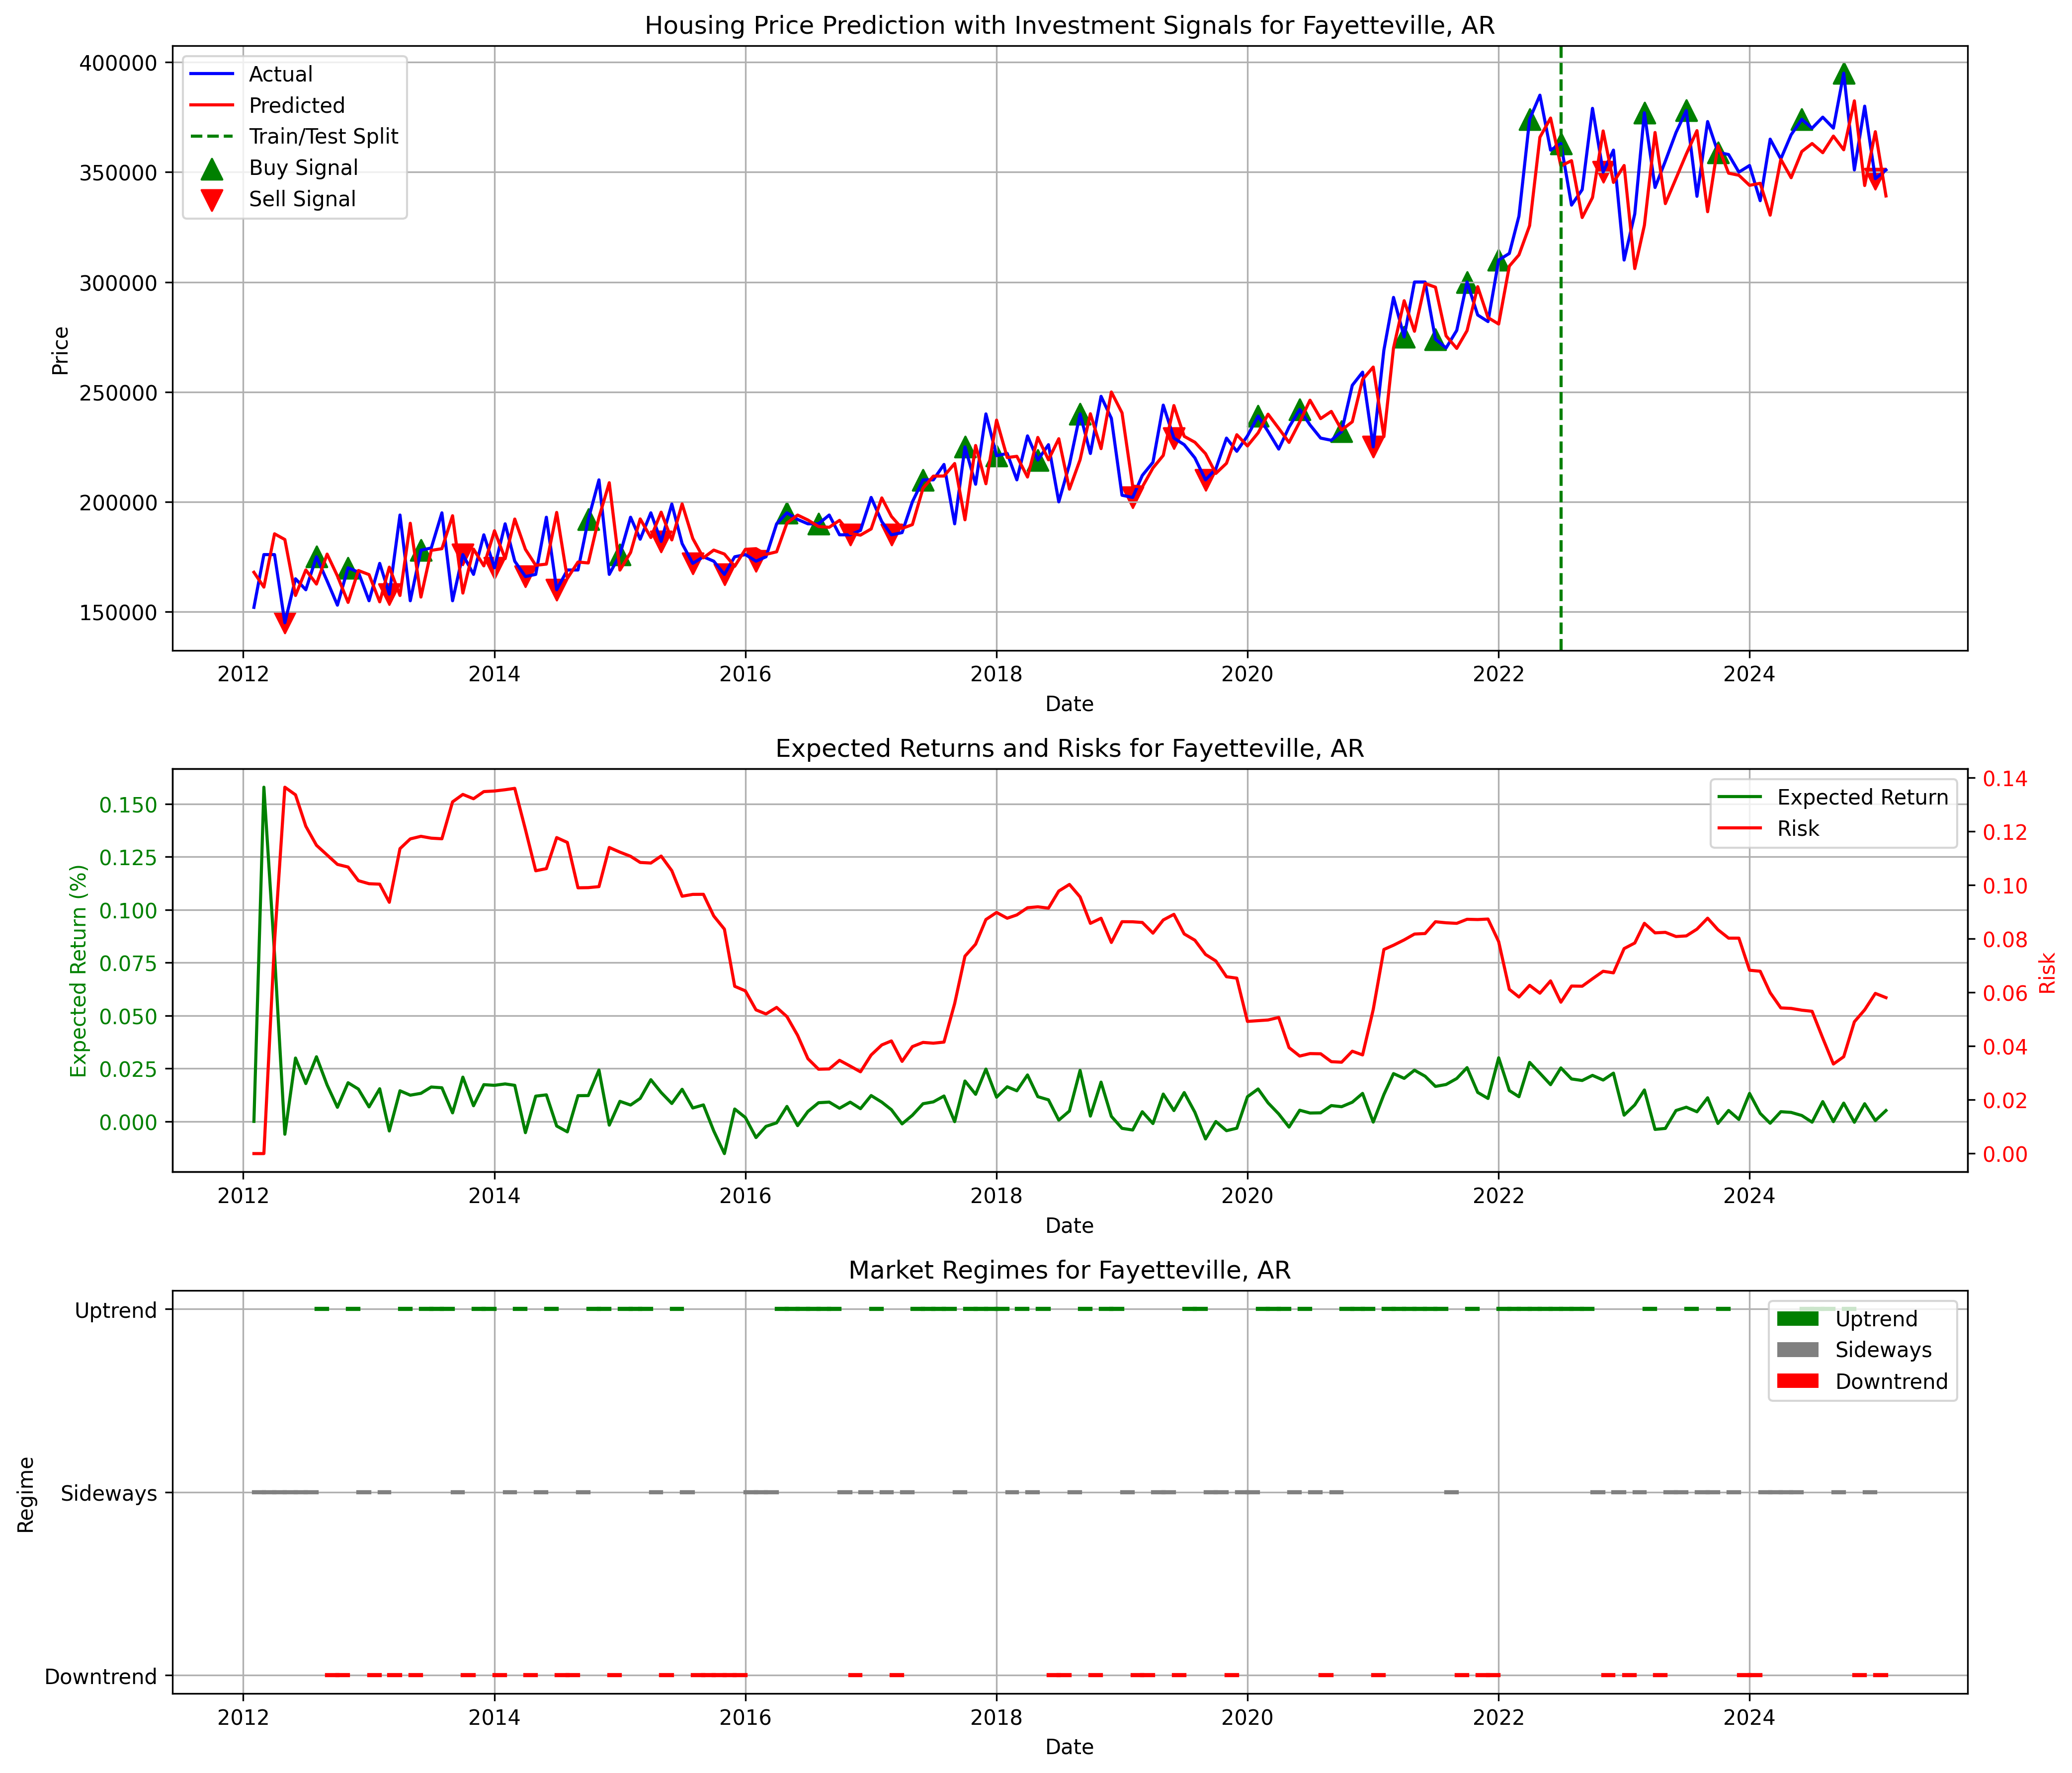 Housing Price Prediction with Investment Signals for Fayetteville, AR
Actual
Predicted
Train/Test Split
Buy Signal
Sell Signal
Price
400000
350000
300000
250000
200000
150000
2012 2014 2016 2018 2020 2022 2024
Date
Expected Returns and Risks for Fayetteville, AR
Expected Return
Risk
Expected Return (%)
0.150
0.125
0.100
0.075
0.050
0.025
0.000
0.14
0.12
0.10
0.08
0.06
0.04
0.02
0.00
Risk
2012 2014 2016 2018 2020 2022 2024
Date
Market Regimes for Fayetteville, AR
Uptrend
Sideways
Downtrend
Regime
Uptrend
Sideways
Downtrend
2012 2014 2016 2018 2020 2022 2024
Date